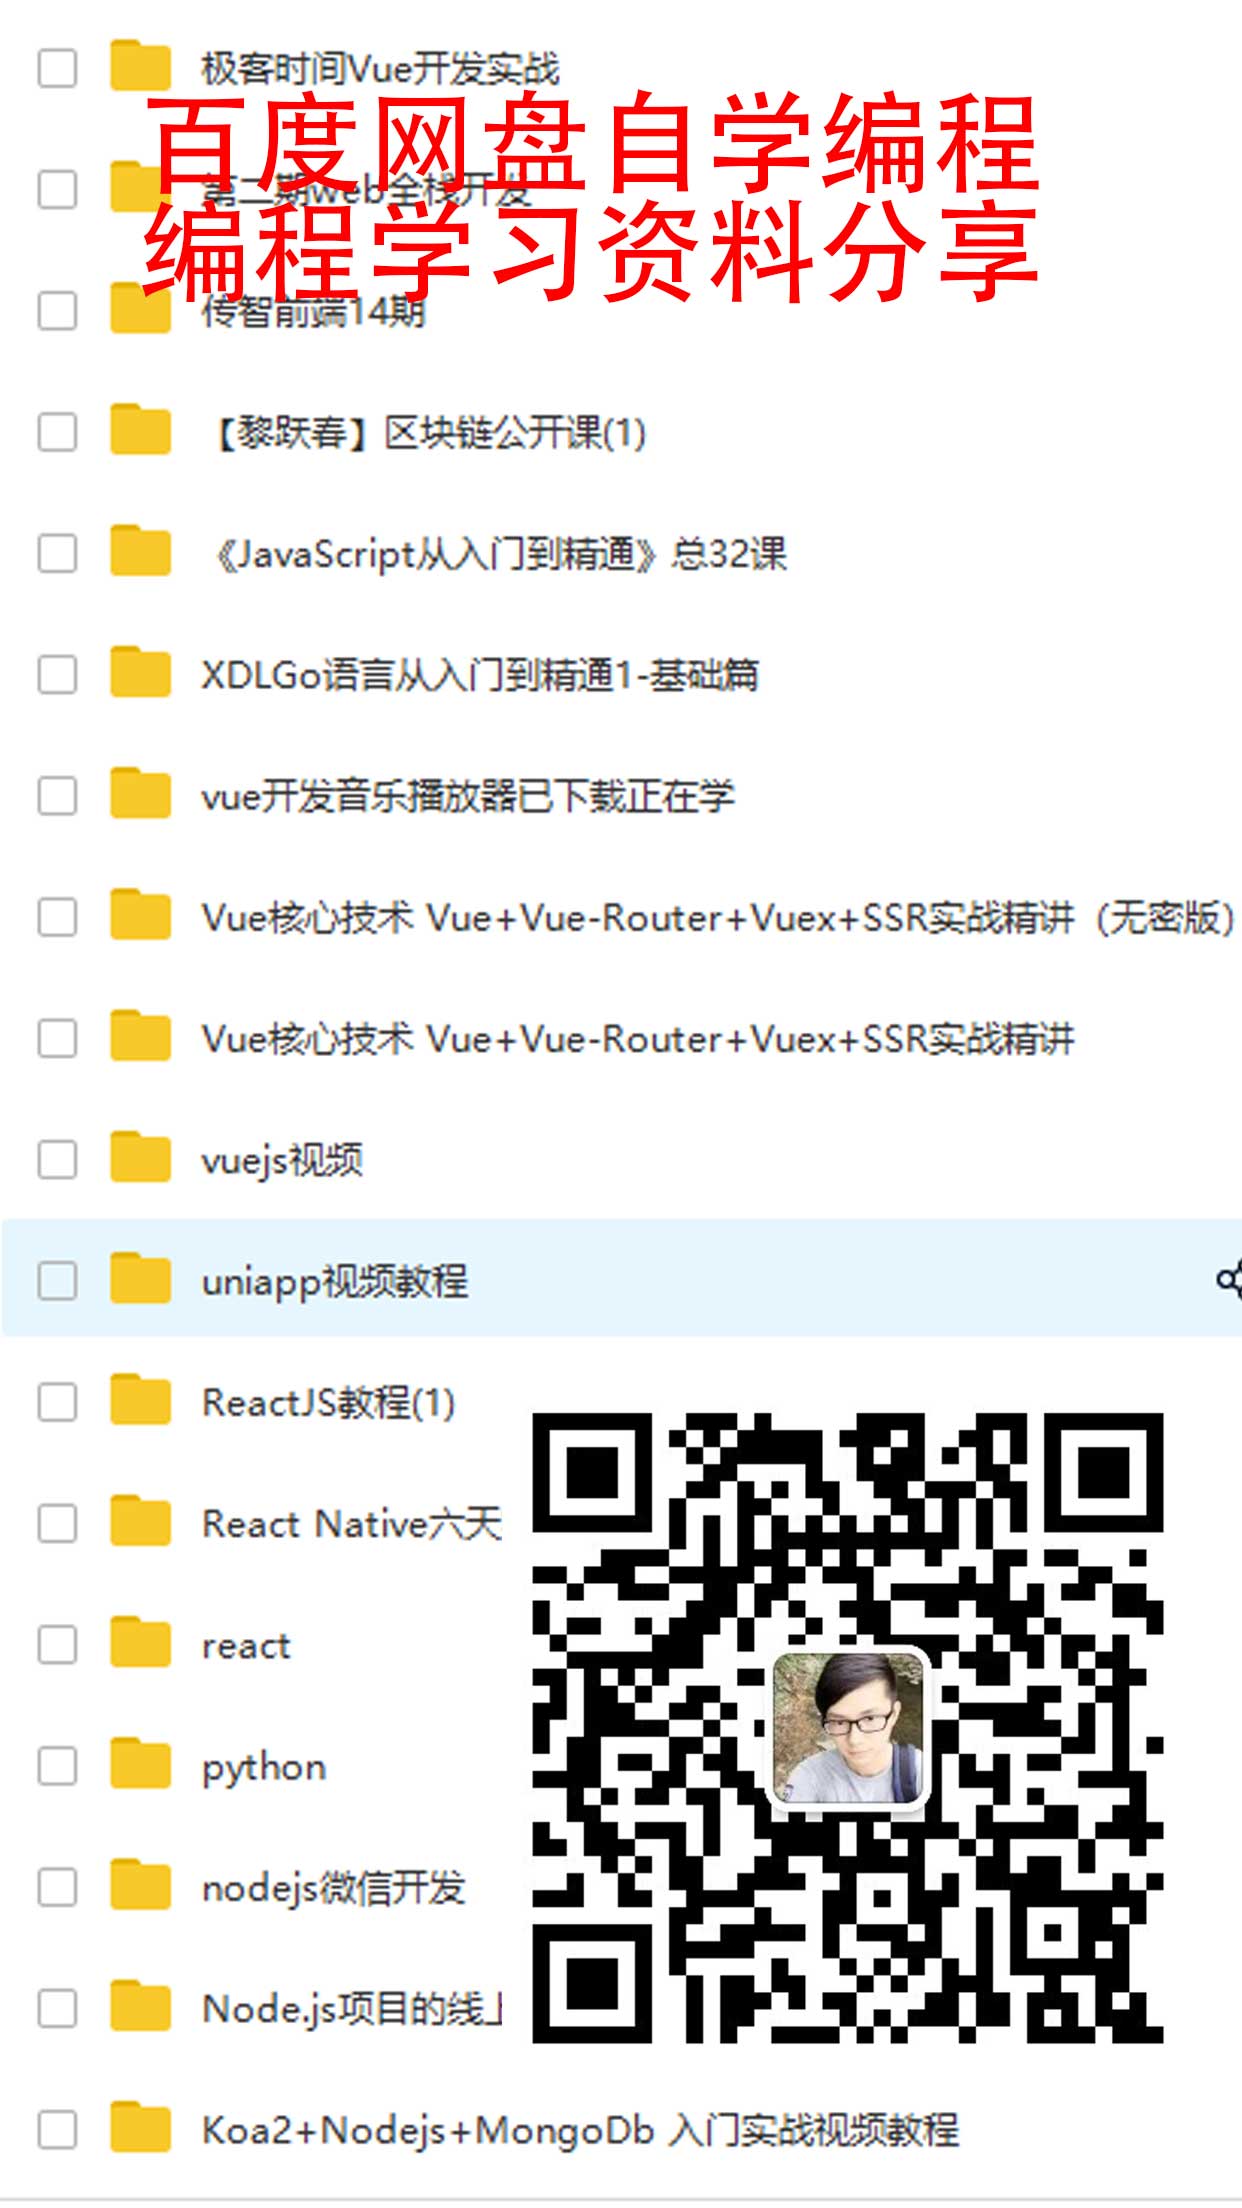 极客时间Vue开发实战
百度网盘自学编程
第二期web全栈开发
编程学习资料分享
传智前端14期
【黎跃春】区块链公开课(1)
《JavaScript从入门到精通》总32课
XDLGo语言从入门到精通1-基础篇
vue开发音乐播放器已下载正在学
Vue核心技术 Vue+Vue-Router+Vuex+SSR实战精讲（无密版）
Vue核心技术 Vue+Vue-Router+Vuex+SSR实战精讲
vuejs视频
uniapp视频教程
ReactJS教程(1)
React Native六天
react
python
nodejs微信开发
Node.js项目的线上
Koa2+Nodejs+MongoDb 入门实战视频教程